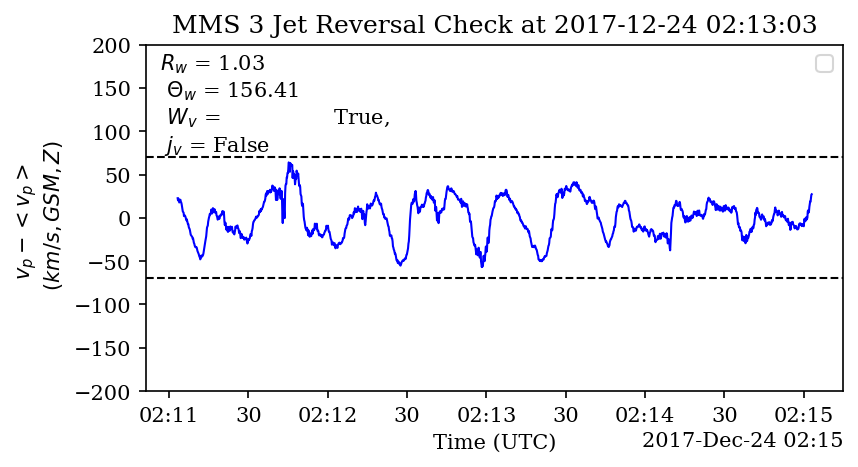 MMS 3 Jet Reversal Check at 2017-12-24 02:13:03
R_w = 1.03
Θ_w = 156.41
W_v = True,
j_v = False
v_p − < v_p >
(km/s, GSM, Z)
200
150
100
50
0
−50
−100
−150
−200
02:11 30 02:12 30 02:13 30 02:14 30 02:15
Time (UTC)
2017-Dec-24 02:15